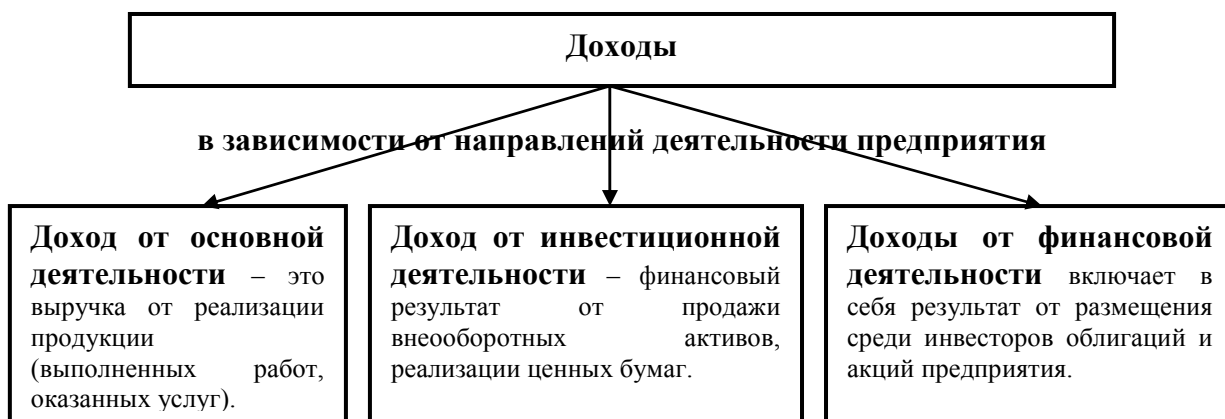 Доходы
в зависимости от направлений деятельности предприятия
Доход от основной
деятельности – это
выручка от реализации
продукции
(выполненных работ,
оказанных услуг).
Доход от инвестиционной
деятельности – финансовый
результат от продажи
внеооборотных активов,
реализации ценных бумаг.
Доходы от финансовой
деятельности включает в
себя результат от размещения
среди инвесторов облигаций и
акций предприятия.